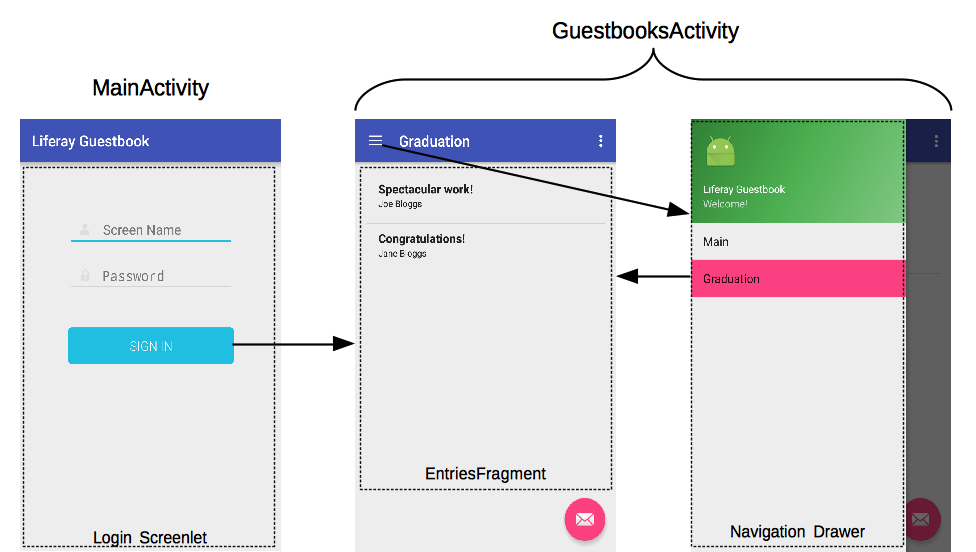 GuestbooksActivity
MainActivity
Liferay Guestbook
Screen Name
Password
SIGN IN
Login Screenlet
Graduation
Spectacular work!
Joe Bloggs
Congratulations!
Jane Bloggs
EntriesFragment
Liferay Guestbook
Welcome!
Main
Graduation
Navigation Drawer